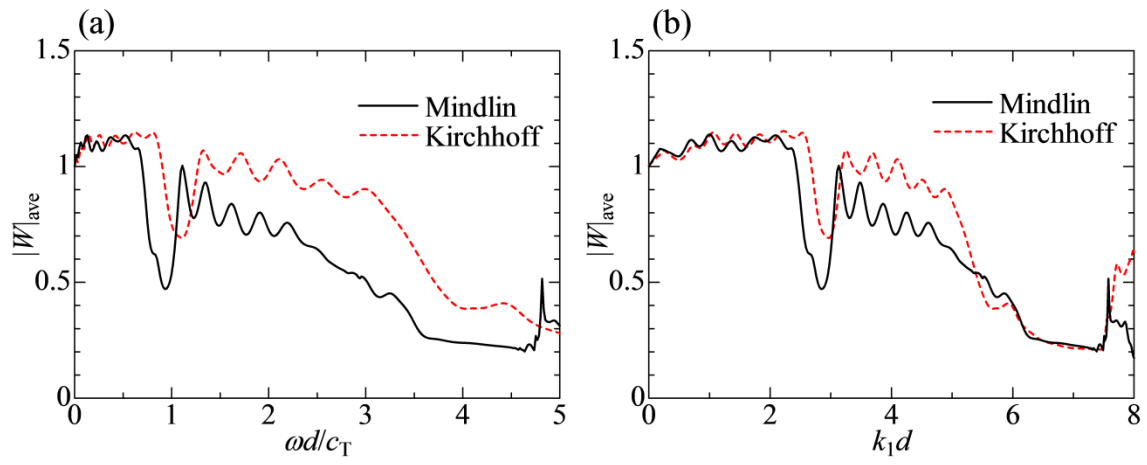 (a)
1.5
Mindlin
Kirchhoff
1
|W|ave
0.5
0
0 1 2 3 4 5
ωd/cT
(b)
1.5
Mindlin
Kirchhoff
1
|W|ave
0.5
0
0 2 4 6 8
k1d